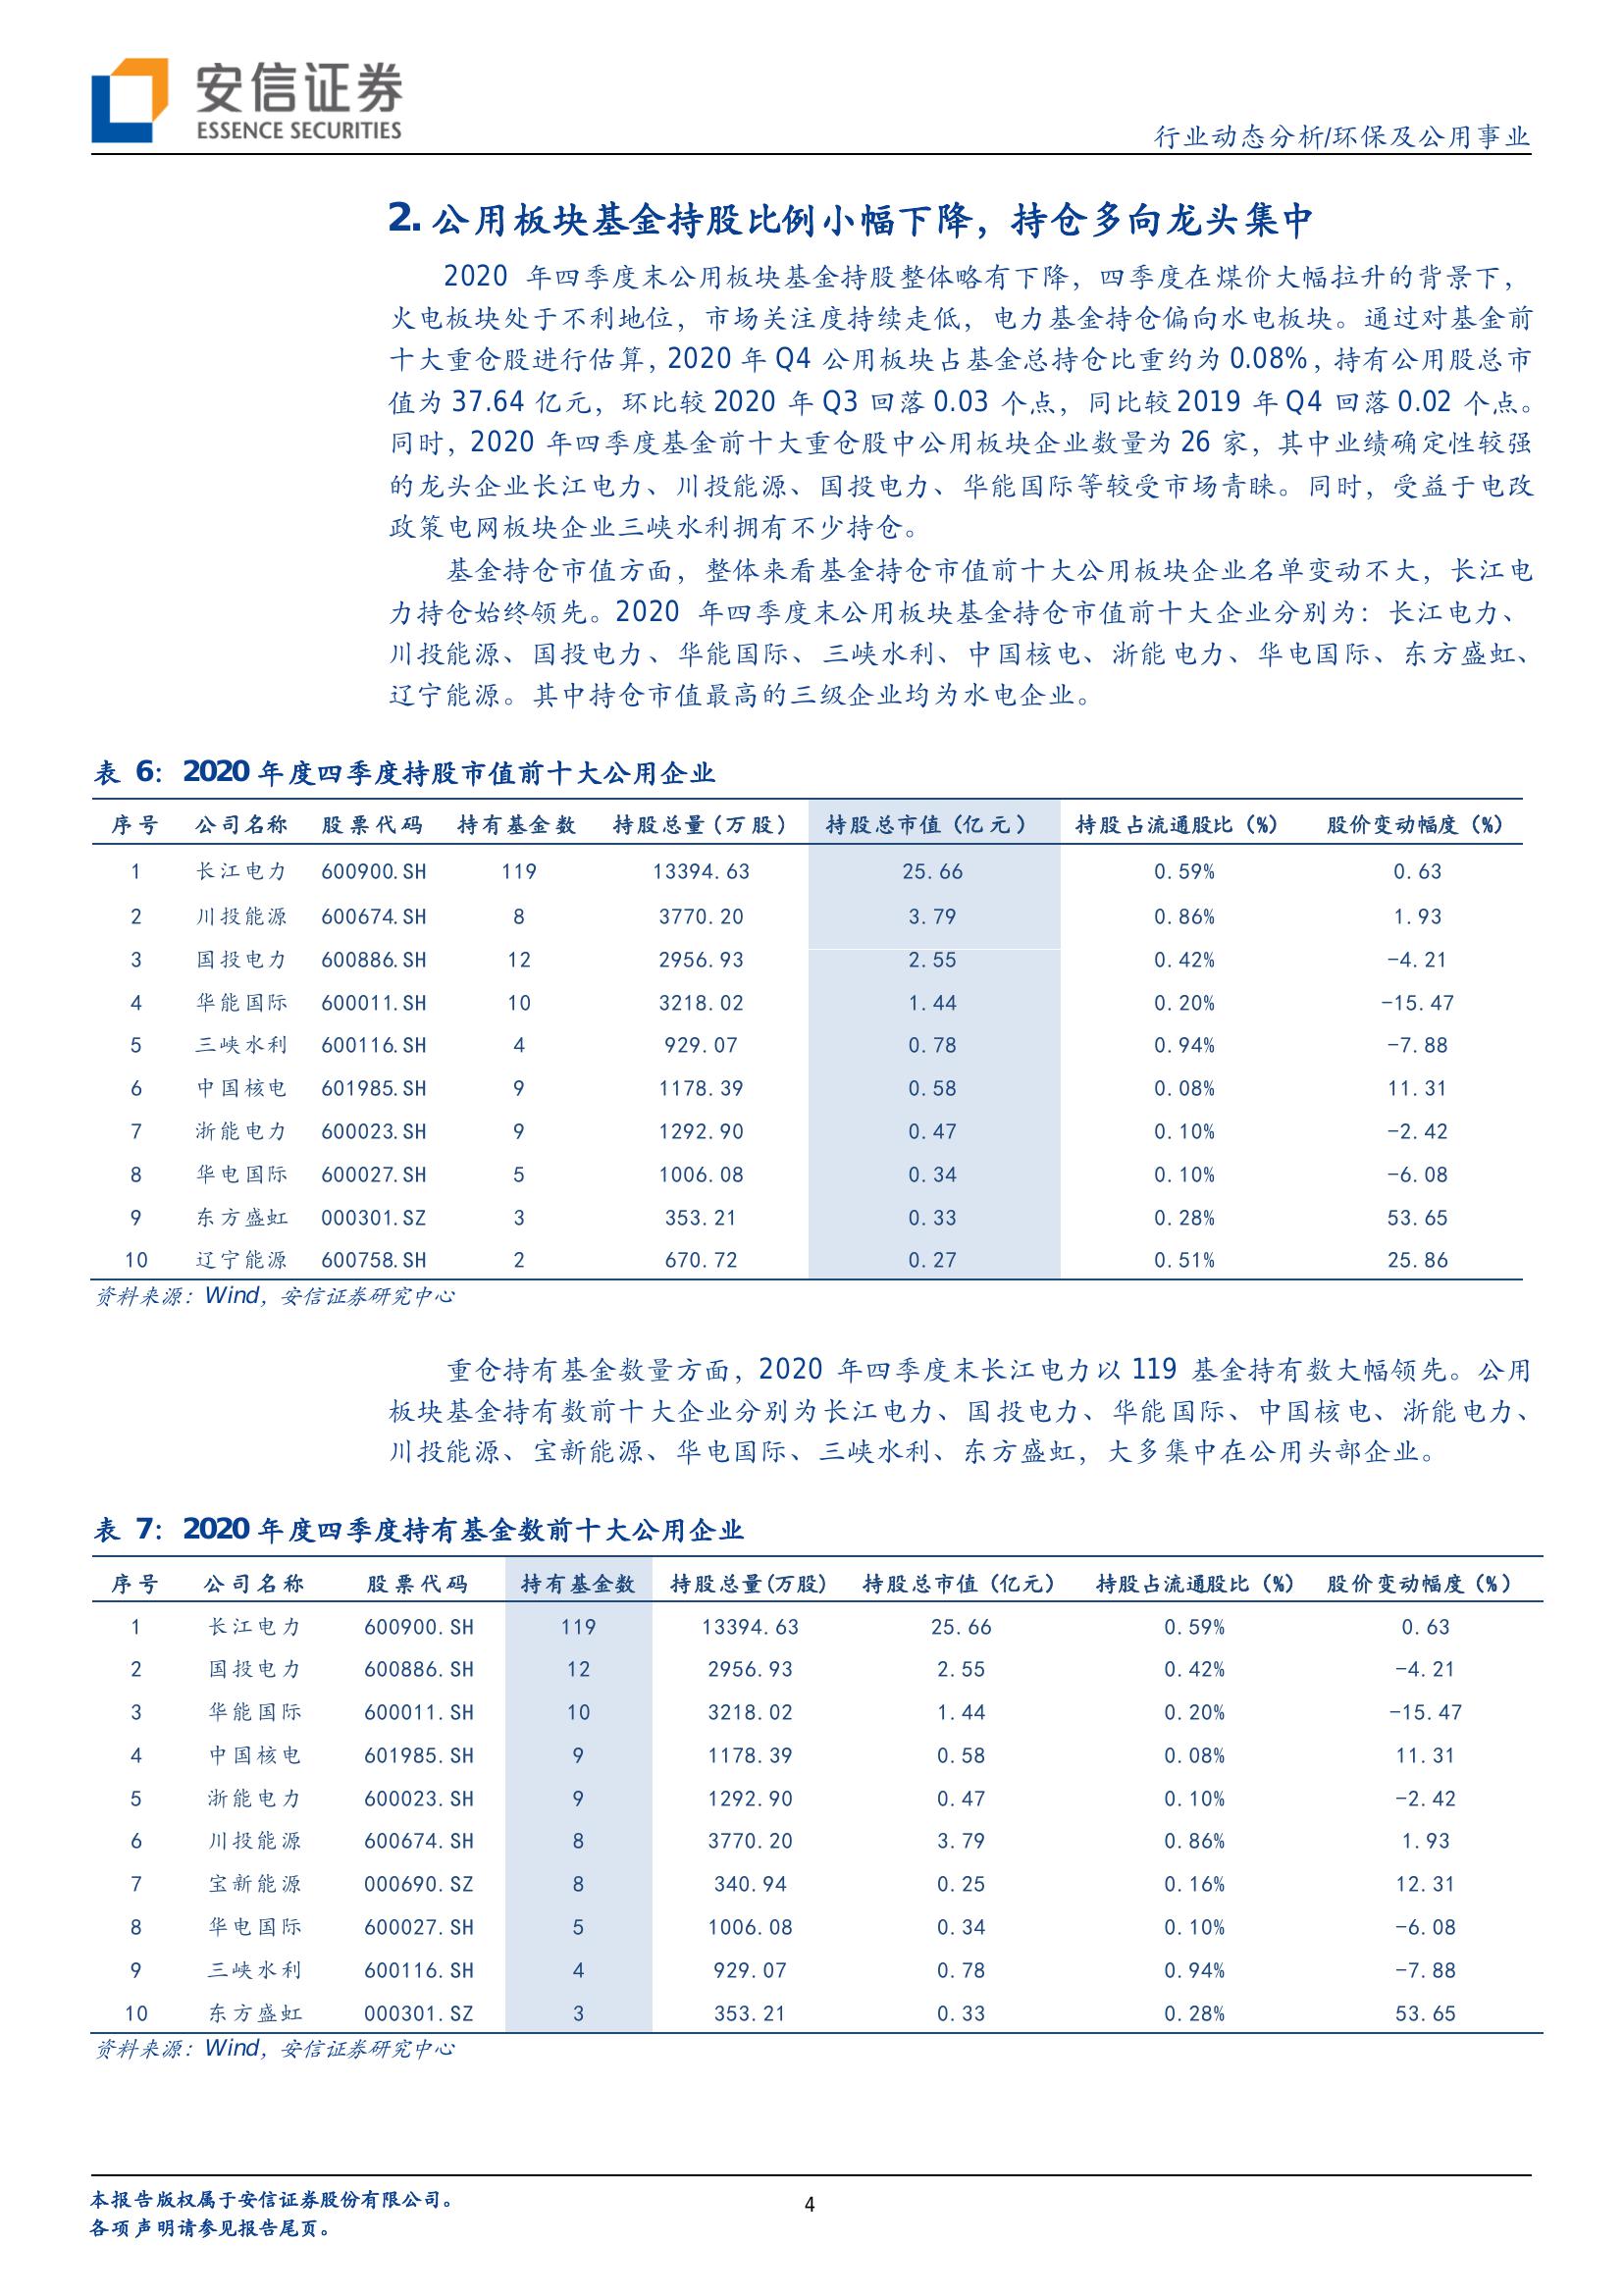 安信证券
ESSENCE SECURITIES
行业动态分析/环保及公用事业
2. 公用板块基金持股比例小幅下降，持仓多向龙头集中
2020 年四季度末公用板块基金持股整体略有下降，四季度在煤价大幅拉升的背景下，
火电板块处于不利地位，市场关注度持续走低，电力基金持仓偏向水电板块。通过对基金前
十大重仓股进行估算，2020 年 Q4 公用板块占基金总持仓比重约为 0.08%，持有公用股总市
值为 37.64 亿元，环比较 2020 年 Q3 回落 0.03 个点，同比较 2019 年 Q4 回落 0.02 个点。
同时，2020 年四季度基金前十大重仓股中公用板块企业数量为 26 家，其中业绩确定性较强
的龙头企业长江电力、川投能源、国投电力、华能国际等较受市场青睐。同时，受益于电改
政策电网板块企业三峡水利拥有不少持仓。
基金持仓市值方面，整体来看基金持仓市值前十大公用板块企业名单变动不大，长江电
力持仓始终领先。2020 年四季度末公用板块基金持仓市值前十大企业分别为：长江电力、
川投能源、国投电力、华能国际、三峡水利、中国核电、浙能电力、华电国际、东方盛虹、
辽宁能源。其中持仓市值最高的三级企业均为水电企业。
表 6：2020 年度四季度持股市值前十大公用企业
序号 公司名称 股票代码 持有基金数 持股总量（万股） 持股总市值（亿元） 持股占流通股比（%） 股价变动幅度（%）
1 长江电力 600900.SH 119 13394.63 25.66 0.59% 0.63
2 川投能源 600674.SH 8 3770.20 3.79 0.86% 1.93
3 国投电力 600886.SH 12 2956.93 2.55 0.42% -4.21
4 华能国际 600011.SH 10 3218.02 1.44 0.20% -15.47
5 三峡水利 600116.SH 4 929.07 0.78 0.94% -7.88
6 中国核电 601985.SH 9 1178.39 0.58 0.08% 11.31
7 浙能电力 600023.SH 9 1292.90 0.47 0.10% -2.42
8 华电国际 600027.SH 5 1006.08 0.34 0.10% -6.08
9 东方盛虹 000301.SZ 3 353.21 0.33 0.28% 53.65
10 辽宁能源 600758.SH 2 670.72 0.27 0.51% 25.86
资料来源：Wind，安信证券研究中心
重仓持有基金数量方面，2020 年四季度末长江电力以 119 基金持有数大幅领先。公用
板块基金持有数前十大企业分别为长江电力、国投电力、华能国际、中国核电、浙能电力、
川投能源、宝新能源、华电国际、三峡水利、东方盛虹，大多集中在公用头部企业。
表 7：2020 年度四季度持有基金数前十大公用企业
序号 公司名称 股票代码 持有基金数 持股总量(万股) 持股总市值（亿元） 持股占流通股比（%） 股价变动幅度（%）
1 长江电力 600900.SH 119 13394.63 25.66 0.59% 0.63
2 国投电力 600886.SH 12 2956.93 2.55 0.42% -4.21
3 华能国际 600011.SH 10 3218.02 1.44 0.20% -15.47
4 中国核电 601985.SH 9 1178.39 0.58 0.08% 11.31
5 浙能电力 600023.SH 9 1292.90 0.47 0.10% -2.42
6 川投能源 600674.SH 8 3770.20 3.79 0.86% 1.93
7 宝新能源 000690.SZ 8 340.94 0.25 0.16% 12.31
8 华电国际 600027.SH 5 1006.08 0.34 0.10% -6.08
9 三峡水利 600116.SH 4 929.07 0.78 0.94% -7.88
10 东方盛虹 000301.SZ 3 353.21 0.33 0.28% 53.65
资料来源：Wind，安信证券研究中心
本报告版权属于安信证券股份有限公司。
各项声明请参见报告尾页。
4